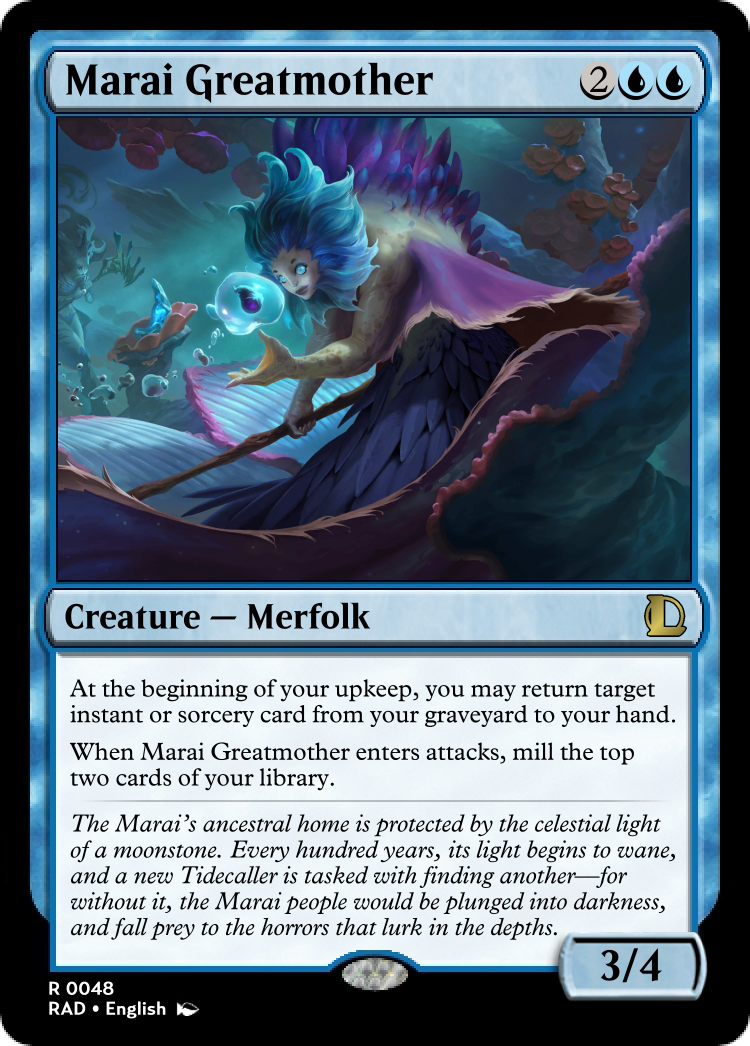 Marai Greatmother 2
Creature — Merfolk
At the beginning of your upkeep, you may return target
instant or sorcery card from your graveyard to your hand.
When Marai Greatmother enters attacks, mill the top
two cards of your library.
The Marai's ancestral home is protected by the celestial light
of a moonstone. Every hundred years, its light begins to wane,
and a new Tidecaller is tasked with finding another—for
without it, the Marai people would be plunged into darkness,
and fall prey to the horrors that lurk in the depths.
3/4
R 0048
RAD • English